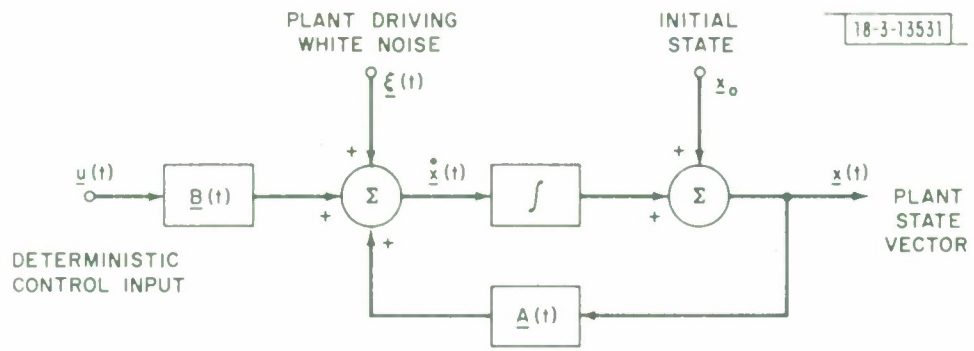 PLANT DRIVING
WHITE NOISE
INITIAL
STATE
18-3-13531
ξ(t)
x₀
+
+
u(t)
B(t)
Σ
ẋ(t)
∫
Σ
x(t)
+
+
+
PLANT
STATE
VECTOR
DETERMINISTIC
CONTROL INPUT
A(t)